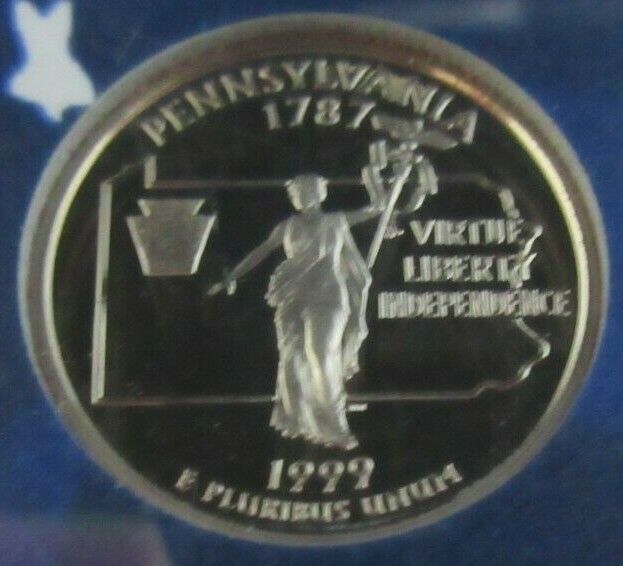 PENNSYLVANIA
1787
VIRTUE
LIBERTY
INDEPENDENCE
1999
E PLURIBUS UNUM